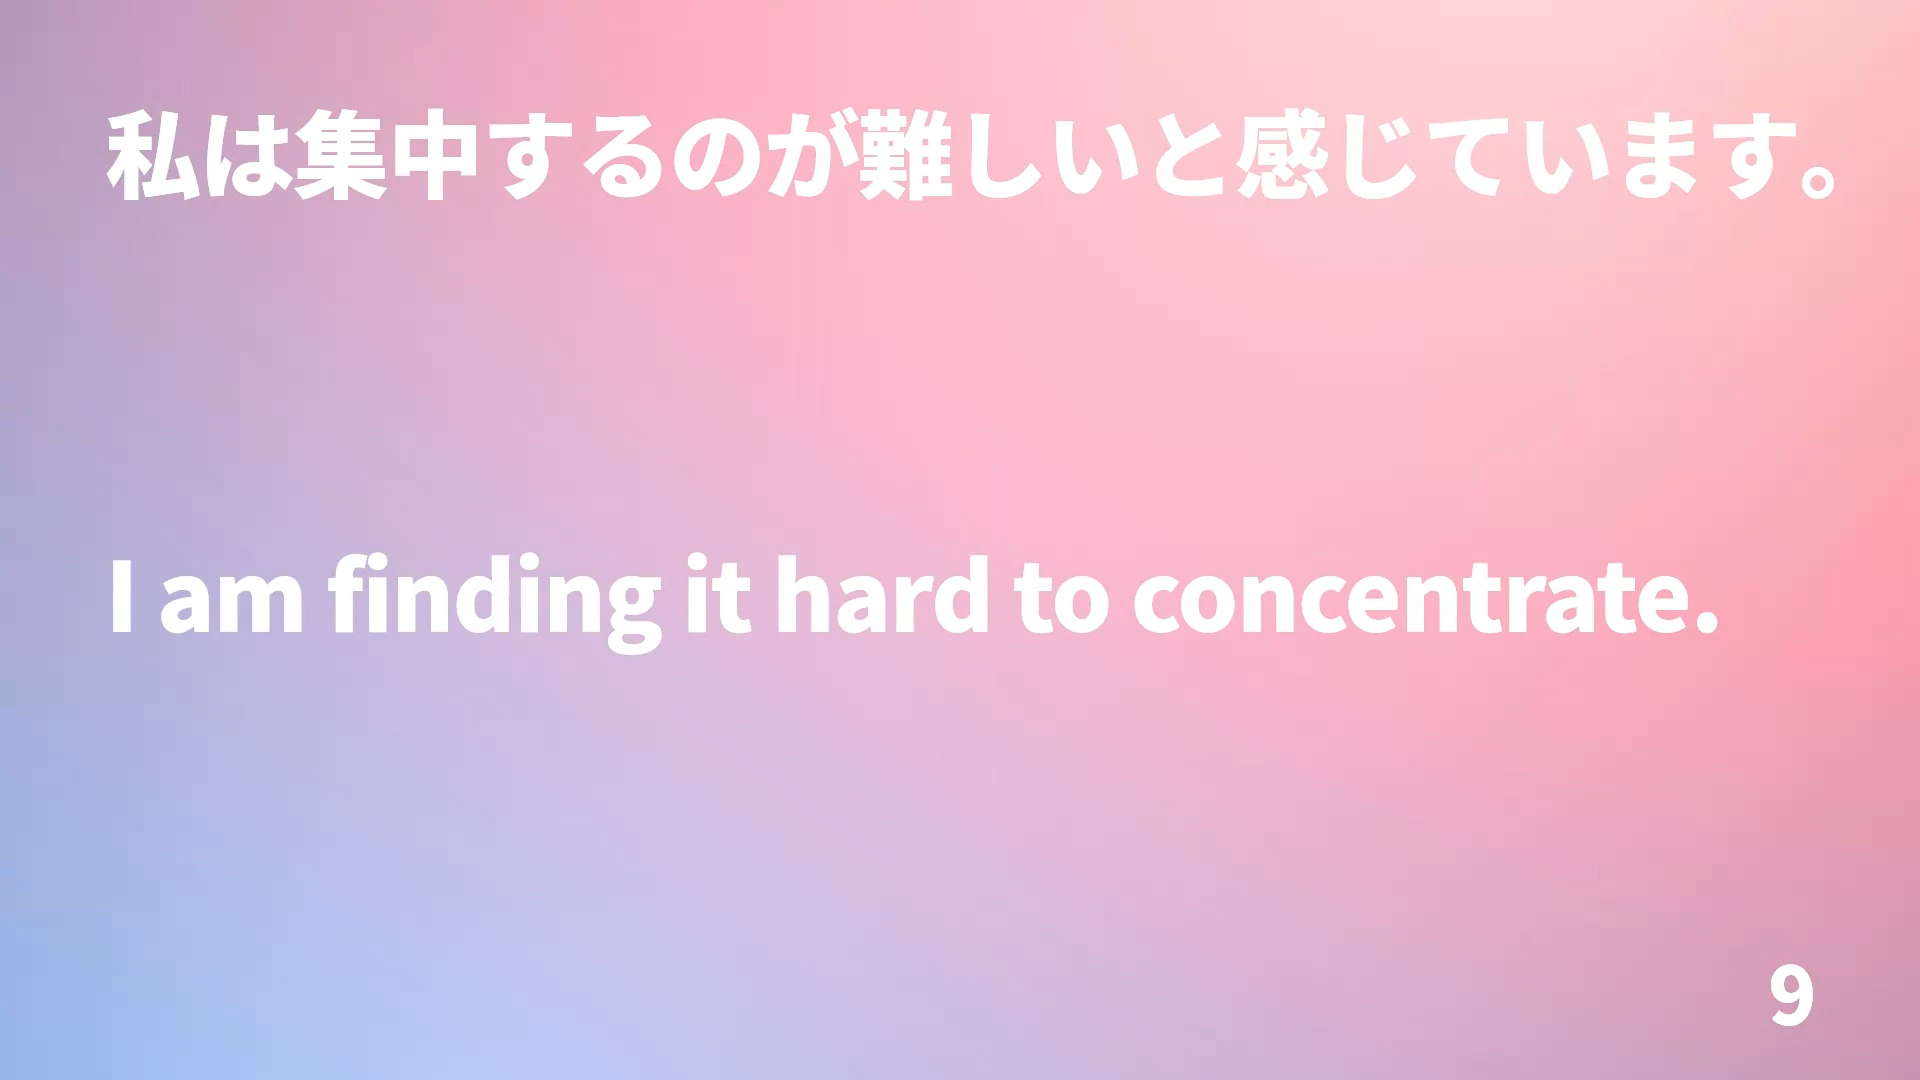 私は集中するのが難しいと感じています。
I am finding it hard to concentrate.
9